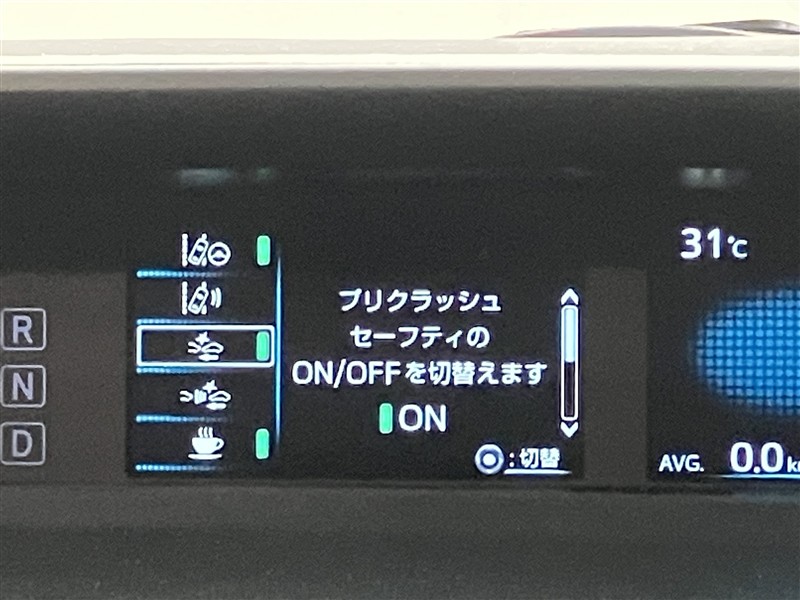 R
N
D
プリクラッシュ
セーフティの
ON/OFFを切替えます
ON
:切替
31℃
AVG. 0.0